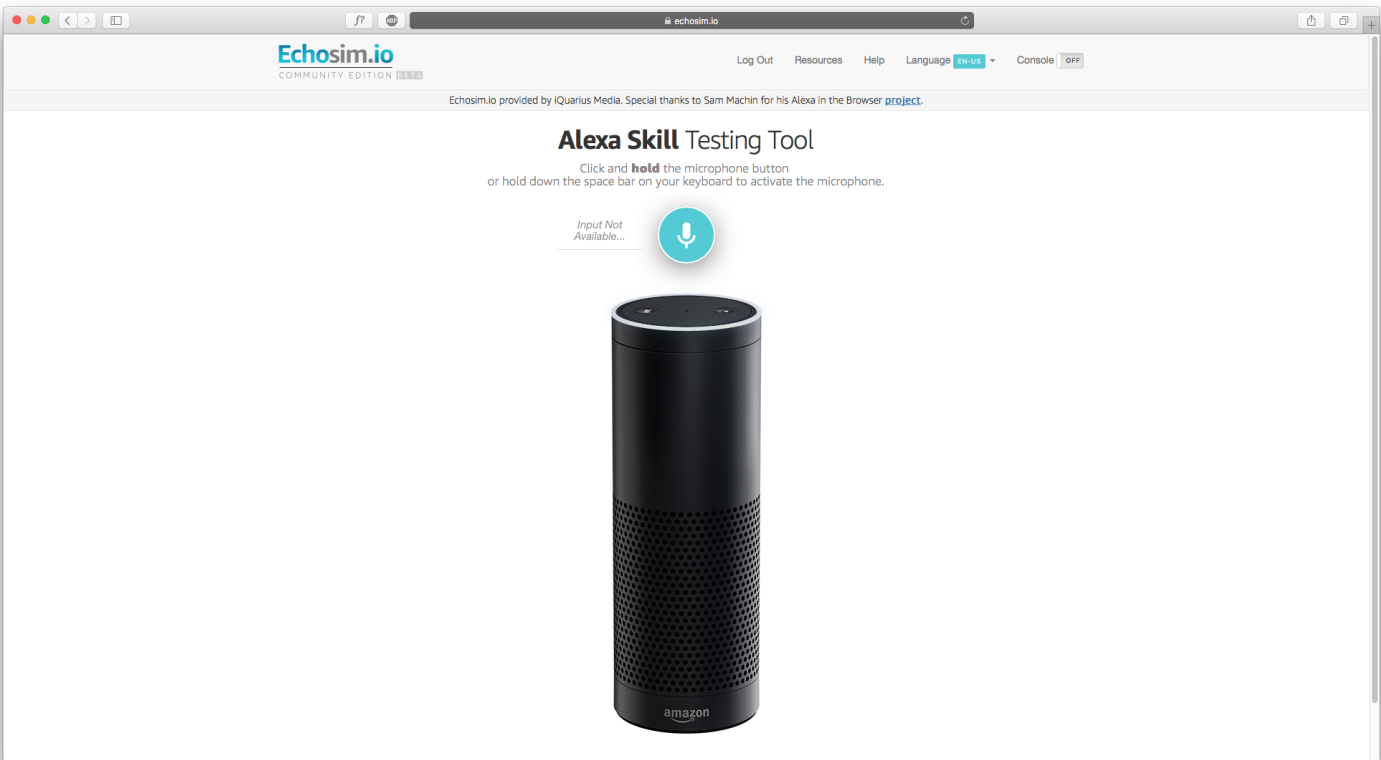 f?
ABP
echosim.io
Echosim.io
COMMUNITY EDITION BETA
Log Out Resources Help Language EN-US Console OFF
Echosim.io provided by iQuarius Media. Special thanks to Sam Machin for his Alexa in the Browser project.
Alexa Skill Testing Tool
Click and hold the microphone button
or hold down the space bar on your keyboard to activate the microphone.
Input Not
Available...
amazon